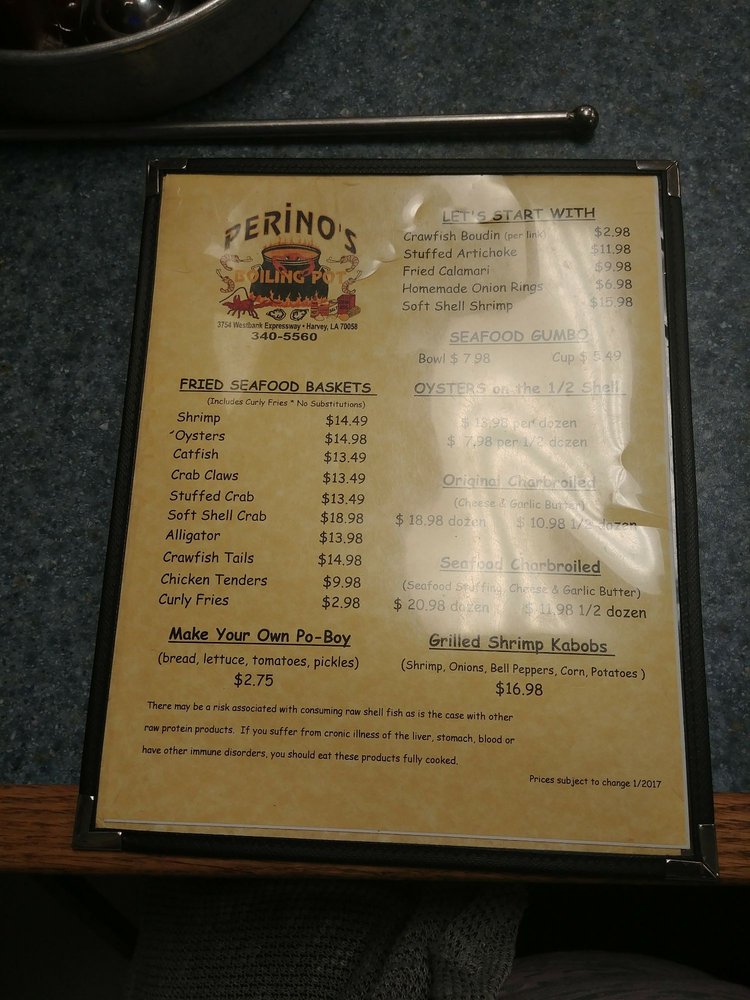 PERiNO'S
BOILING POT
3754 Westbank Expressway • Harvey, LA 70058
340-5560
FRIED SEAFOOD BASKETS
(Includes Curly Fries * No Substitutions)
Shrimp $14.49
Oysters $14.98
Catfish $13.49
Crab Claws $13.49
Stuffed Crab $13.49
Soft Shell Crab $18.98
Alligator $13.98
Crawfish Tails $14.98
Chicken Tenders $9.98
Curly Fries $2.98
Make Your Own Po-Boy
(bread, lettuce, tomatoes, pickles)
$2.75
LET'S START WITH
Crawfish Boudin (per link) $2.98
Stuffed Artichoke $11.98
Fried Calamari $9.98
Homemade Onion Rings $6.98
Soft Shell Shrimp $15.98
SEAFOOD GUMBO
Bowl $ 7.98 Cup $ 5.49
OYSTERS on the 1/2 Shell
$ 13.98 per dozen
$ 7.98 per 1/2 dozen
Original Charbroiled
(Cheese & Garlic Butter)
$ 18.98 dozen $ 10.98 1/2 dozen
Seafood Charbroiled
(Seafood Stuffing, Cheese & Garlic Butter)
$ 20.98 dozen $ 11.98 1/2 dozen
Grilled Shrimp Kabobs
(Shrimp, Onions, Bell Peppers, Corn, Potatoes )
$16.98
There may be a risk associated with consuming raw shell fish as is the case with other
raw protein products. If you suffer from cronic illness of the liver, stomach, blood or
have other immune disorders, you should eat these products fully cooked.
Prices subject to change 1/2017